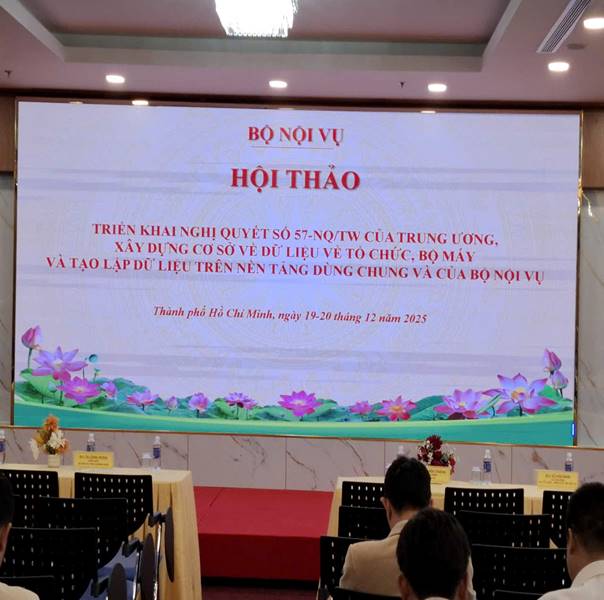 BỘ NỘI VỤ
HỘI THẢO
TRIỂN KHAI NGHỊ QUYẾT SỐ 57-NQ/TW CỦA TRUNG ƯƠNG,
XÂY DỰNG CƠ SỞ VỀ DỮ LIỆU VỀ TỔ CHỨC, BỘ MÁY
VÀ TẠO LẬP DỮ LIỆU TRÊN NỀN TẢNG DÙNG CHUNG VÀ CỦA BỘ NỘI VỤ
Thành phố Hồ Chí Minh, ngày 19-20 tháng 12 năm 2025